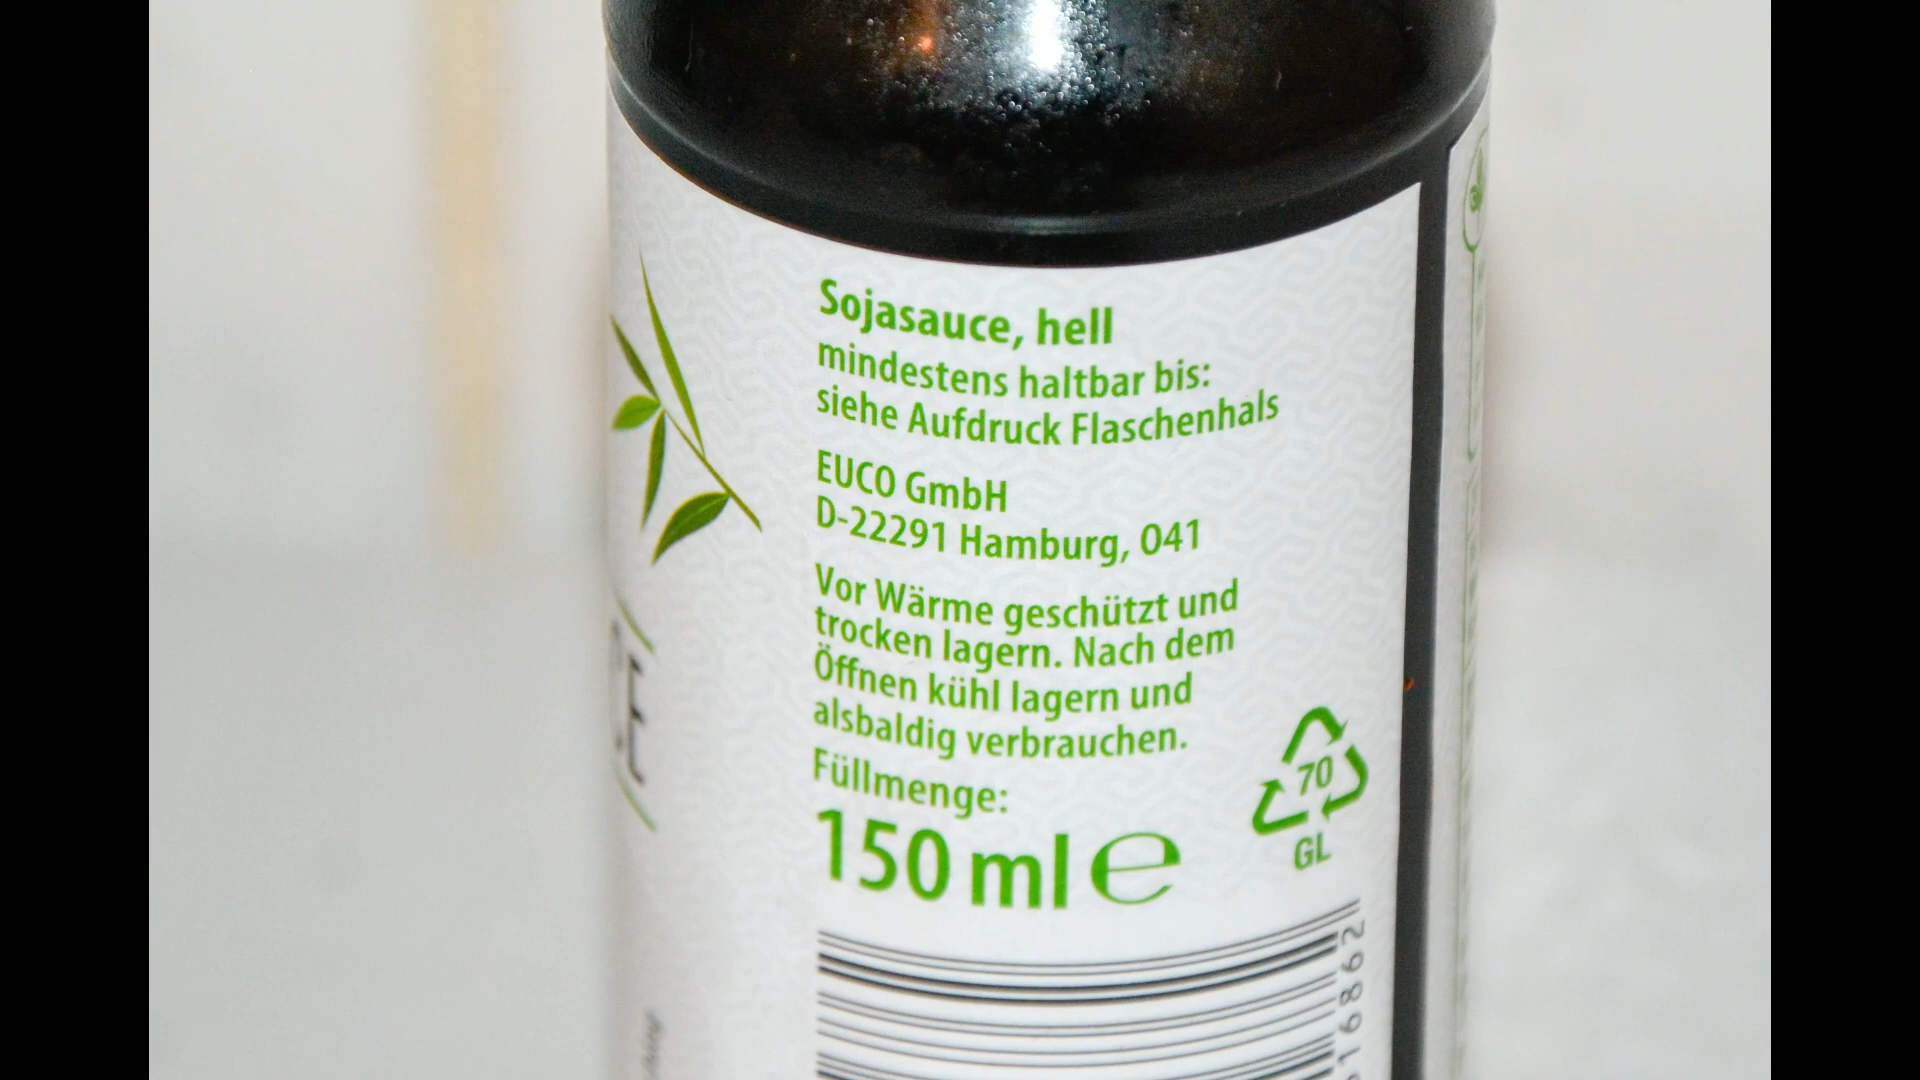 Sojasauce, hell
mindestens haltbar bis:
siehe Aufdruck Flaschenhals
EUCO GmbH
D-22291 Hamburg, O41
Vor Wärme geschützt und
trocken lagern. Nach dem
Öffnen kühl lagern und
alsbaldig verbrauchen.
Füllmenge:
150 ml ℮
70
GL
16862